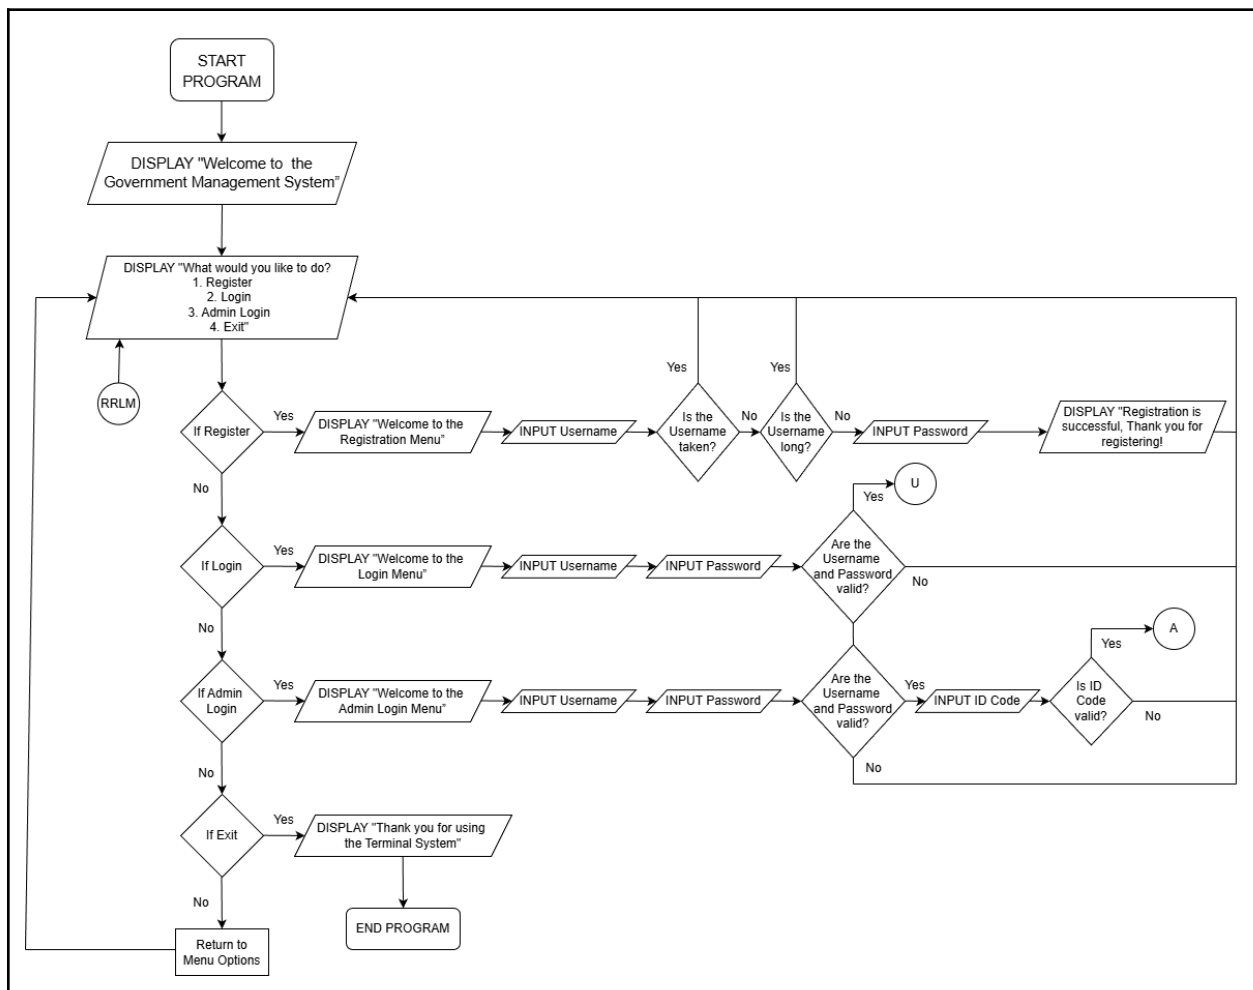 START
PROGRAM
DISPLAY "Welcome to the
Government Management System"
DISPLAY "What would you like to do?
1. Register
2. Login
3. Admin Login
4. Exit"
RRLM
If Register
Yes
No
DISPLAY "Welcome to the
Registration Menu"
INPUT Username
Is the
Username
taken?
Yes
No
Is the
Username
long?
Yes
No
INPUT Password
DISPLAY "Registration is
successful, Thank you for
registering!
If Login
Yes
No
DISPLAY "Welcome to the
Login Menu"
INPUT Username
INPUT Password
Are the
Username
and Password
valid?
Yes
U
No
If Admin
Login
Yes
No
DISPLAY "Welcome to the
Admin Login Menu"
INPUT Username
INPUT Password
Are the
Username
and Password
valid?
Yes
No
INPUT ID Code
Is ID
Code
valid?
Yes
A
No
If Exit
Yes
No
DISPLAY "Thank you for using
the Terminal System"
END PROGRAM
Return to
Menu Options